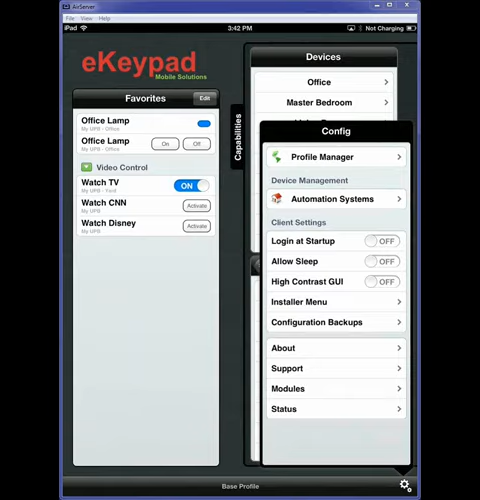 AirServer
File View Help
iPad
3:42 PM
Not Charging
eKeypad
Mobile Solutions
Favorites
Edit
Office Lamp
My UPB - Office
Office Lamp
My UPB - Office
On
Off
Video Control
Watch TV
My UPB - Yard
ON
Watch CNN
My UPB
Activate
Watch Disney
My UPB
Activate
Capabilities
Devices
Office
Master Bedroom
Config
Profile Manager
Device Management
Automation Systems
Client Settings
Login at Startup
OFF
Allow Sleep
OFF
High Contrast GUI
OFF
Installer Menu
Configuration Backups
About
Support
Modules
Status
Base Profile